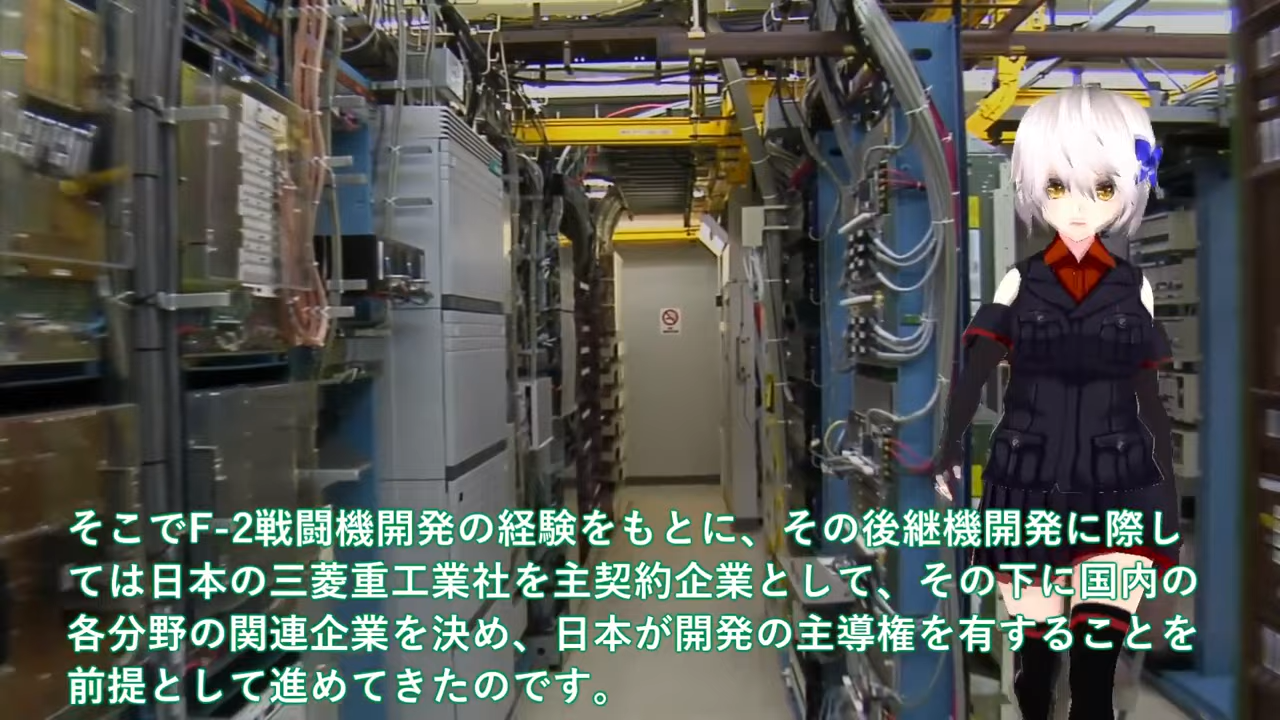 そこでF-2戦闘機開発の経験をもとに、その後継機開発に際し
ては日本の三菱重工業社を主契約企業として、その下に国内の
各分野の関連企業を決め、日本が開発の主導権を有することを
前提として進めてきたのです。